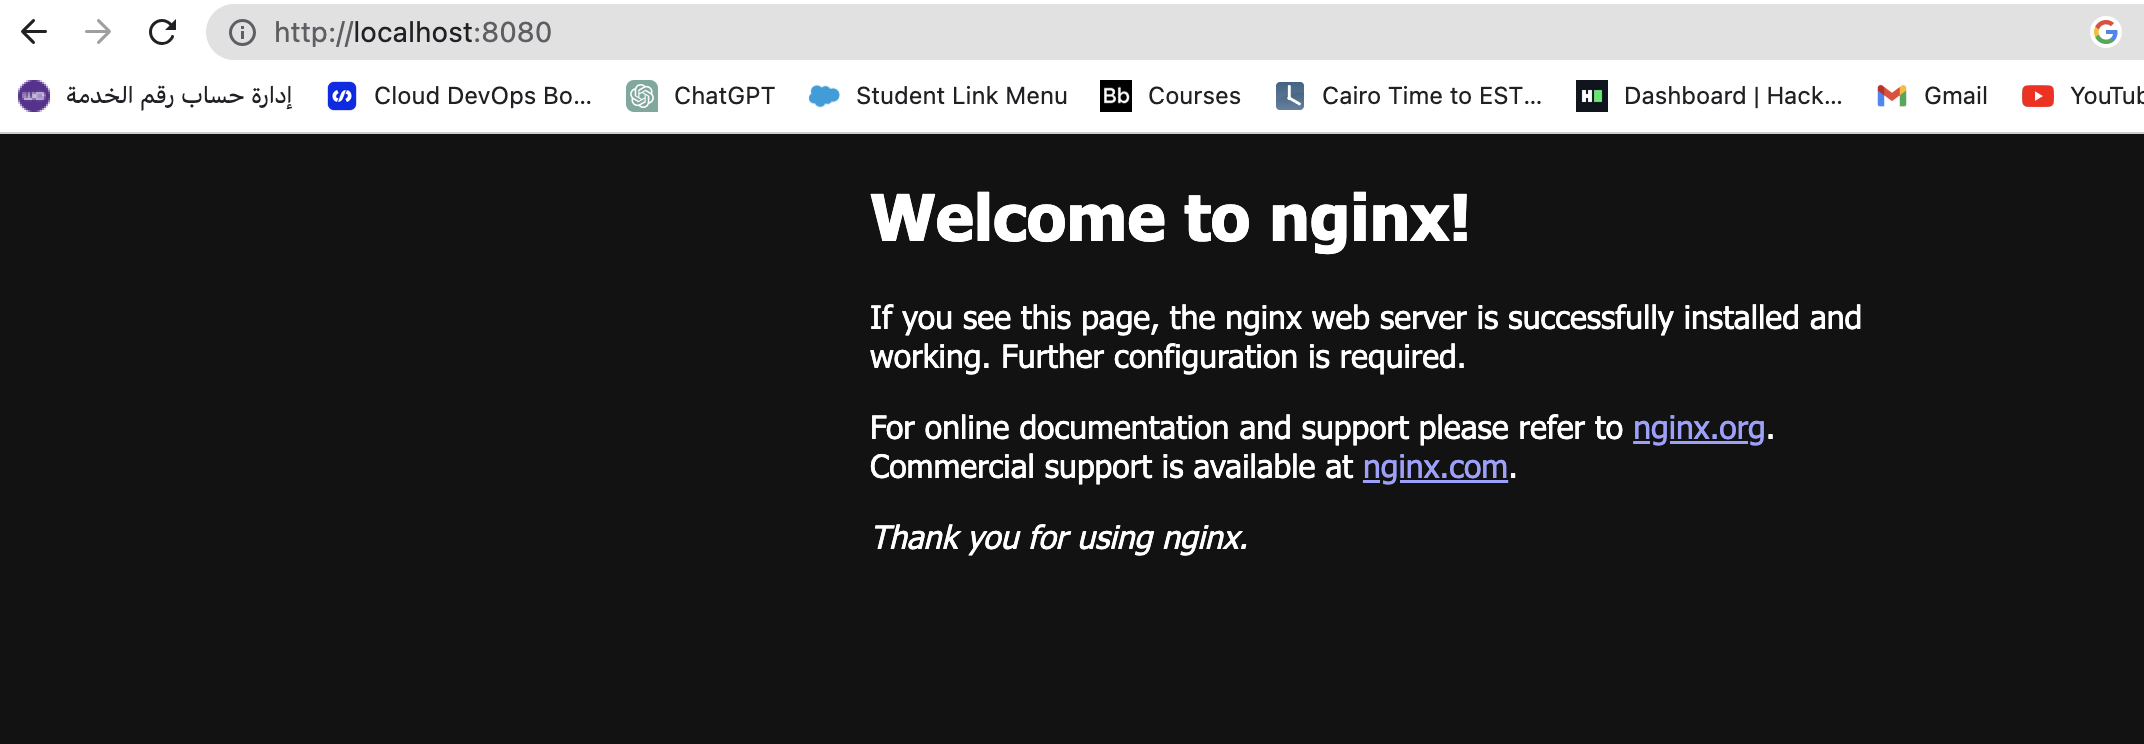 http://localhost:8080
إدارة حساب رقم الخدمة Cloud DevOps Bo... ChatGPT Student Link Menu Bb Courses Cairo Time to EST... Dashboard | Hack... Gmail YouTub
Welcome to nginx!
If you see this page, the nginx web server is successfully installed and
working. Further configuration is required.
For online documentation and support please refer to nginx.org.
Commercial support is available at nginx.com.
Thank you for using nginx.